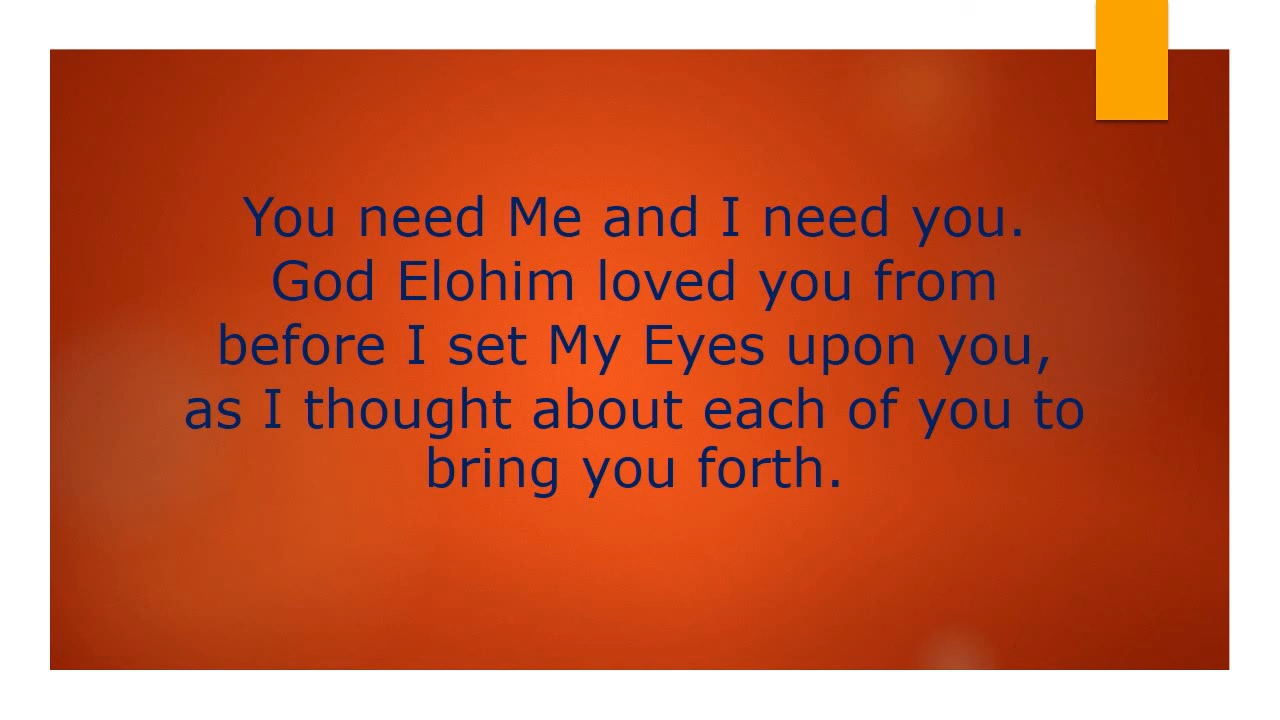 You need Me and I need you.
God Elohim loved you from
before I set My Eyes upon you,
as I thought about each of you to
bring you forth.